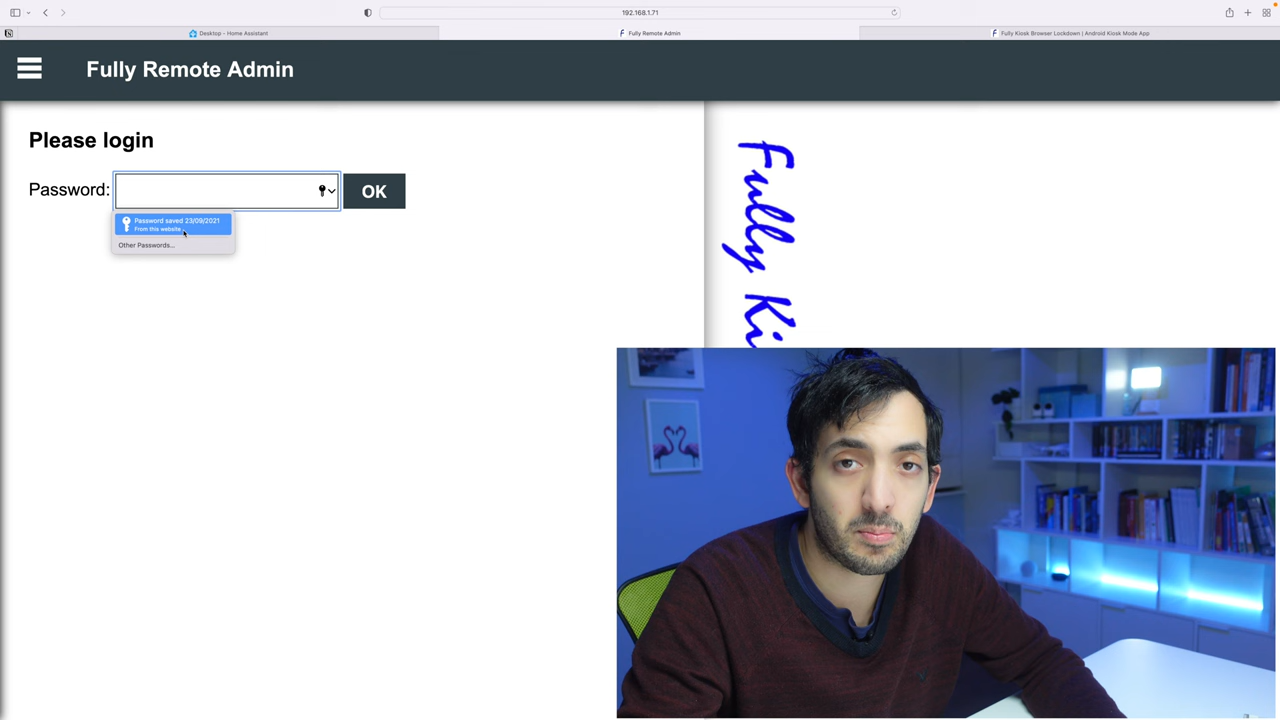 192.168.1.71
Desktop - Home Assistant
Fully Remote Admin
Fully Kiosk Browser Lockdown | Android Kiosk Mode App
Fully Remote Admin
Please login
Password:
OK
Password saved 23/09/2021
From this website
Other Passwords...
Fully Ki